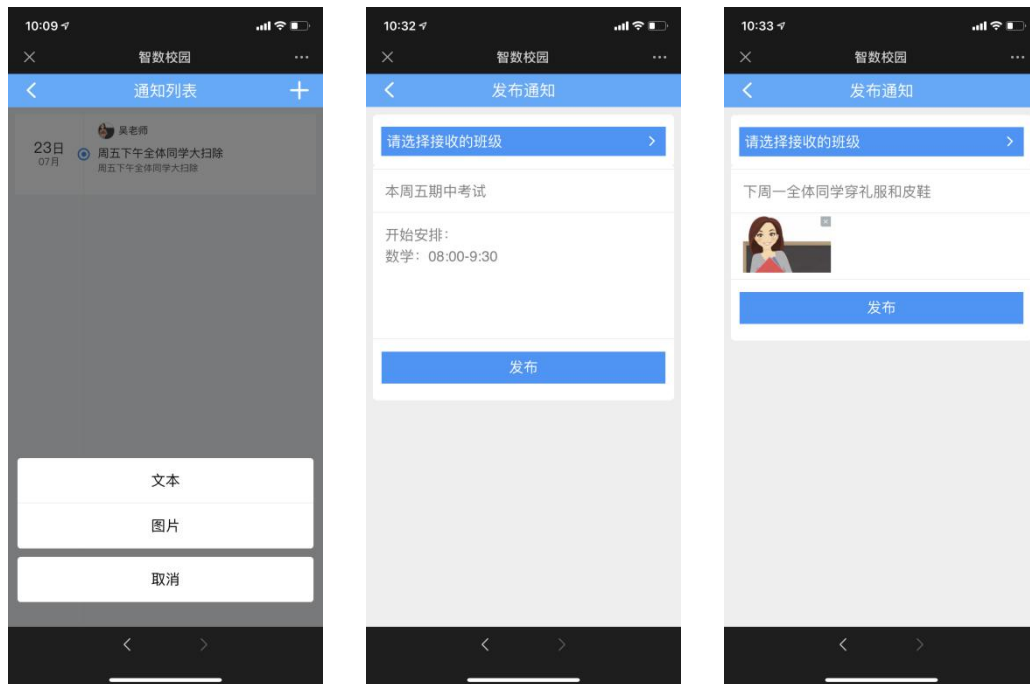 10:09
智数校园
通知列表
23日
07月
吴老师
周五下午全体同学大扫除
周五下午全体同学大扫除
文本
图片
取消
10:32
智数校园
发布通知
请选择接收的班级
本周五期中考试
开始安排：
数学：08:00-9:30
发布
10:33
智数校园
发布通知
请选择接收的班级
下周一全体同学穿礼服和皮鞋
发布